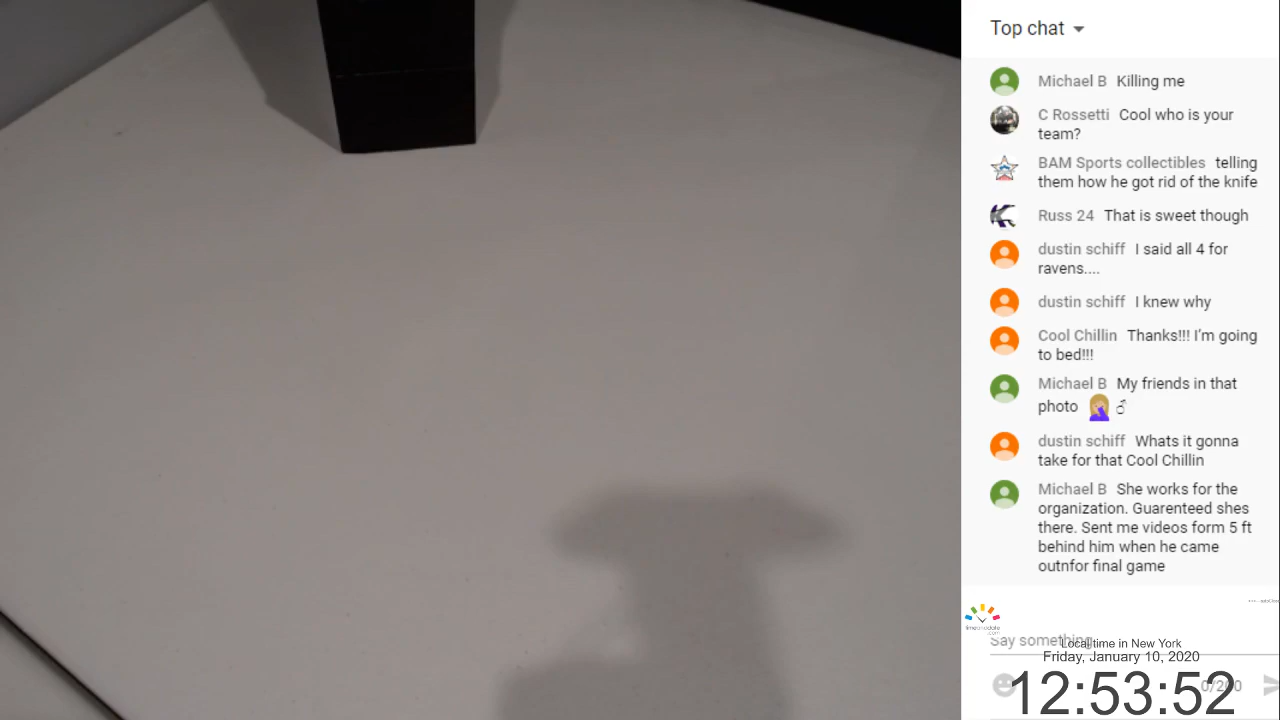 Top chat
Michael B Killing me
C Rossetti Cool who is your
team?
BAM Sports collectibles telling
them how he got rid of the knife
Russ 24 That is sweet though
dustin schiff I said all 4 for
ravens....
dustin schiff I knew why
Cool Chillin Thanks!!! I'm going
to bed!!!
Michael B My friends in that
photo 🤦🏼♂
dustin schiff Whats it gonna
take for that Cool Chillin
Michael B She works for the
organization. Guarenteed shes
there. Sent me videos form 5 ft
behind him when he came
outnfor final game
timeanddate
.com
Say something...
Local time in New York
Friday, January 10, 2020
0/200
12:53:52